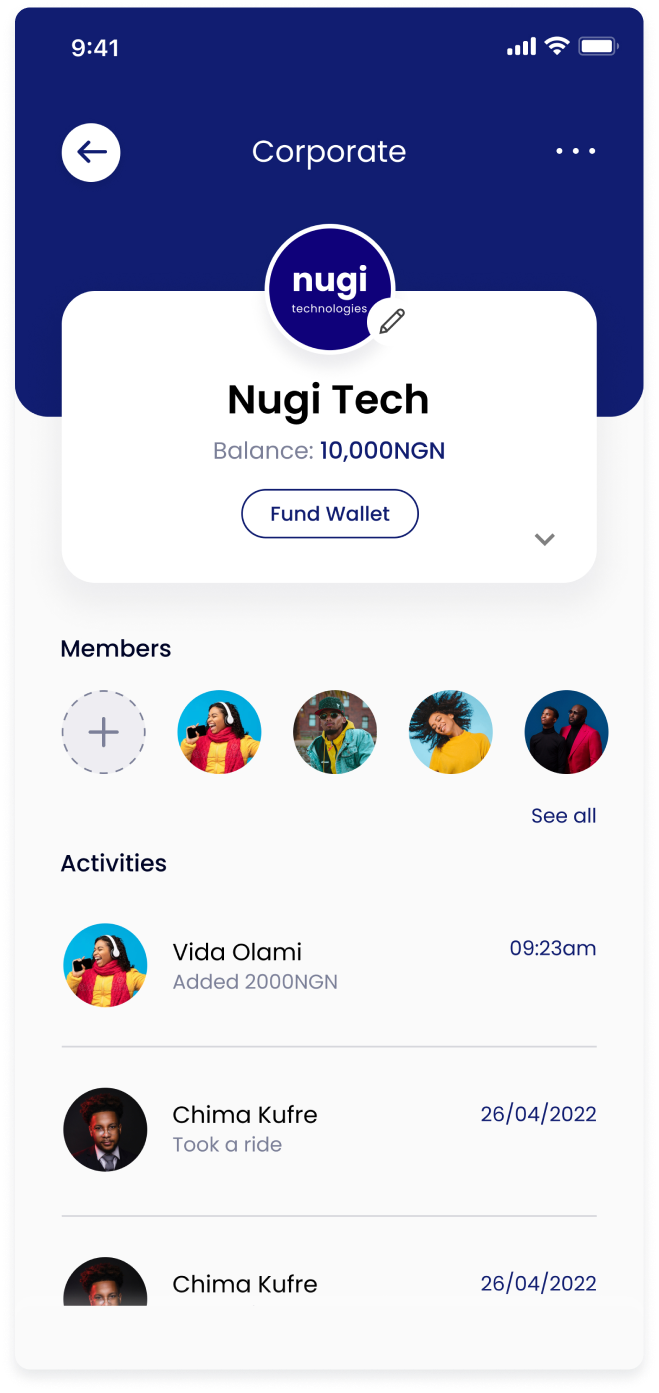 9:41
Corporate
nugi
technologies
Nugi Tech
Balance: 10,000NGN
Fund Wallet
Members
See all
Activities
Vida Olami
09:23am
Added 2000NGN
Chima Kufre
26/04/2022
Took a ride
Chima Kufre
26/04/2022